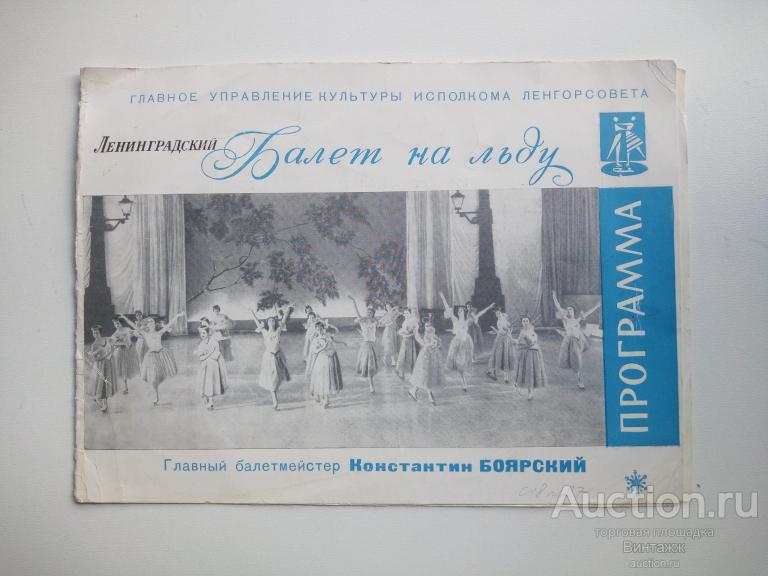 ГЛАВНОЕ УПРАВЛЕНИЕ КУЛЬТУРЫ ИСПОЛКОМА ЛЕНГОРСОВЕТА
ЛЕНИНГРАДСКИЙ Балет на льду
ПРОГРАММА
Главный балетмейстер Константин БОЯРСКИЙ
Auction.ru
торговая площадка
Винтажж
auction.ru